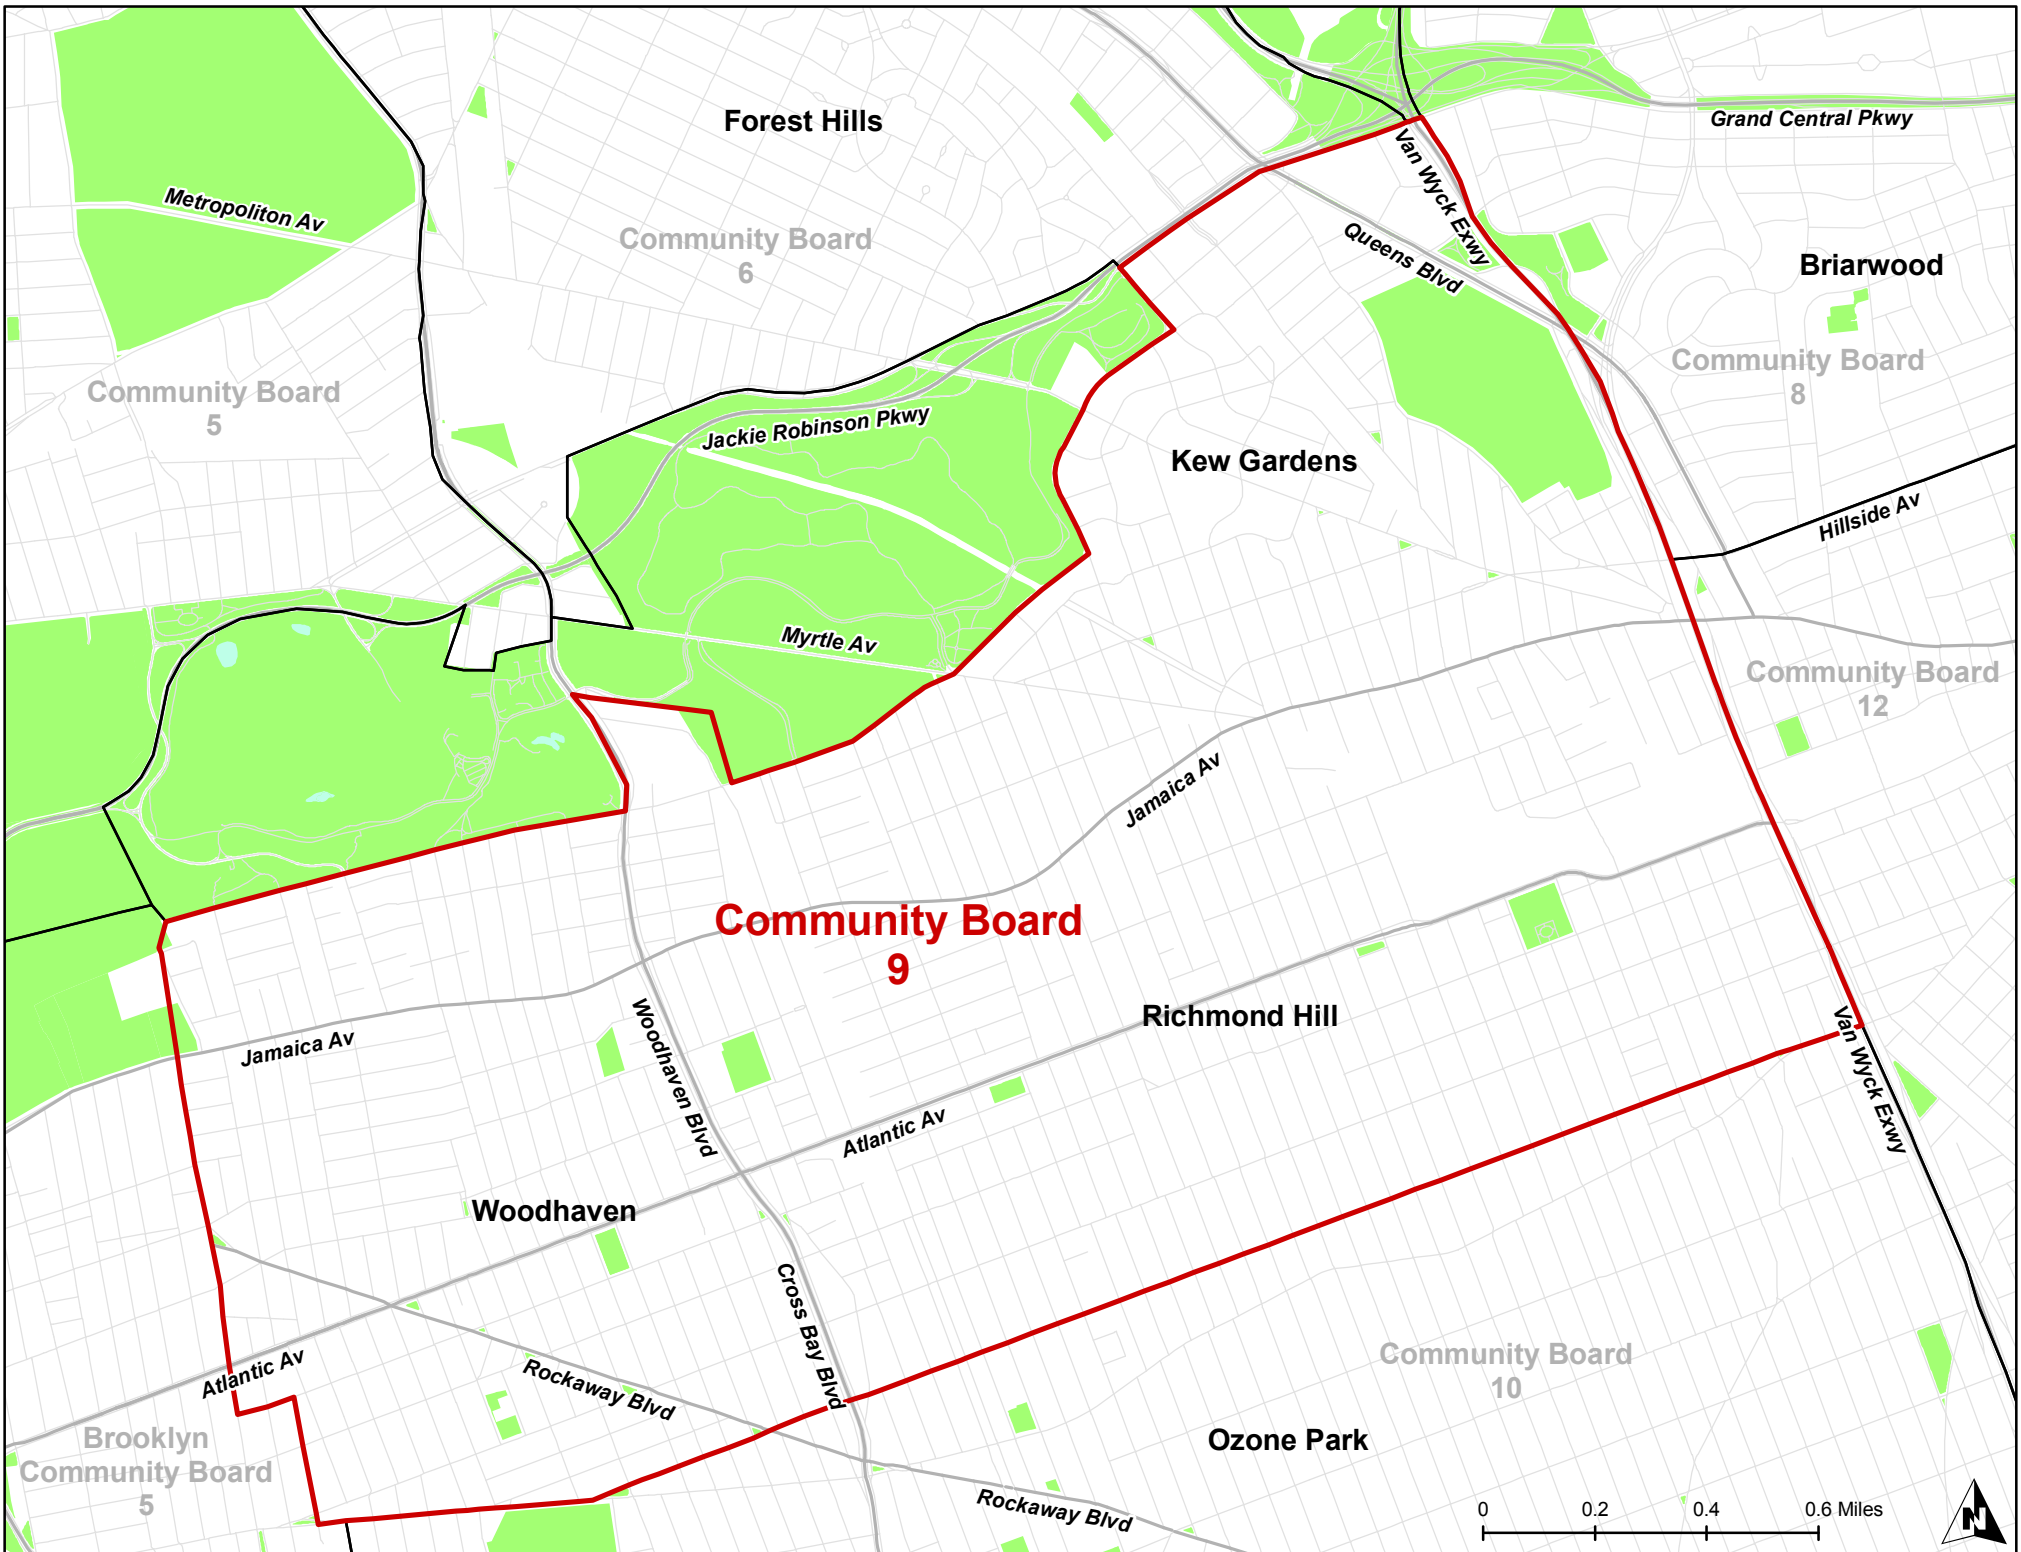 Forest Hills
Grand Central Pkwy
Van Wyck Exwy
Metropoliton Av
Community Board
6
Queens Blvd
Briarwood
Community Board
8
Community Board
5
Jackie Robinson Pkwy
Kew Gardens
Hillside Av
Myrtle Av
Community Board
12
Jamaica Av
Community Board
9
Richmond Hill
Woodhaven Blvd
Jamaica Av
Van Wyck Exwy
Atlantic Av
Woodhaven
Cross Bay Blvd
Community Board
10
Atlantic Av
Rockaway Blvd
Brooklyn
Community Board
5
Ozone Park
Rockaway Blvd
0 0.2 0.4 0.6 Miles
N